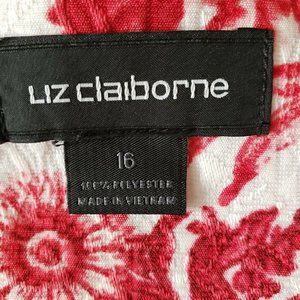 LIZ claiborne
16
100% POLYESTER
MADE IN VIETNAM